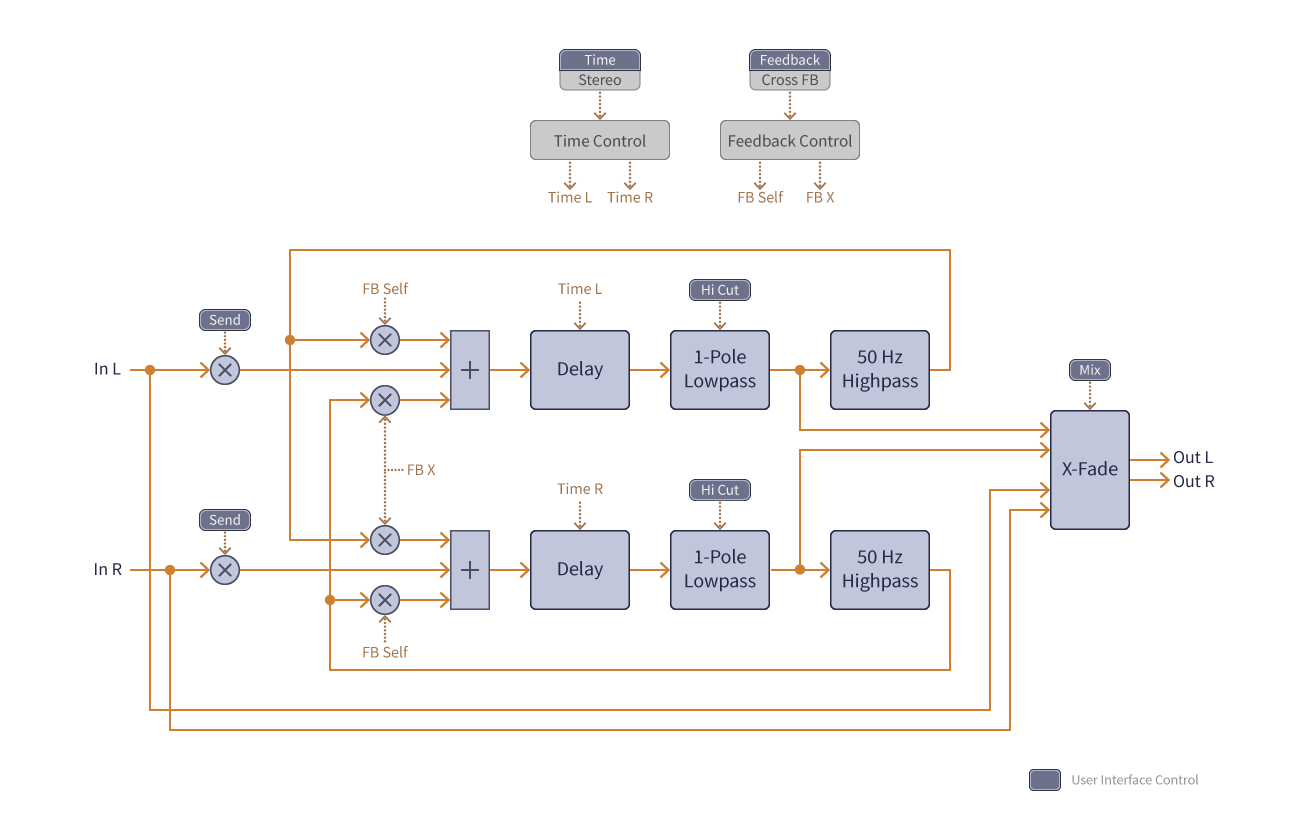 Time
Stereo
Feedback
Cross FB
Time Control
Feedback Control
Time L
Time R
FB Self
FB X
FB Self
Time L
Hi Cut
Send
In L
+
Delay
1-Pole
Lowpass
50 Hz
Highpass
Mix
X-Fade
Out L
Out R
FB X
Time R
Hi Cut
Send
In R
+
Delay
1-Pole
Lowpass
50 Hz
Highpass
FB Self
User Interface Control